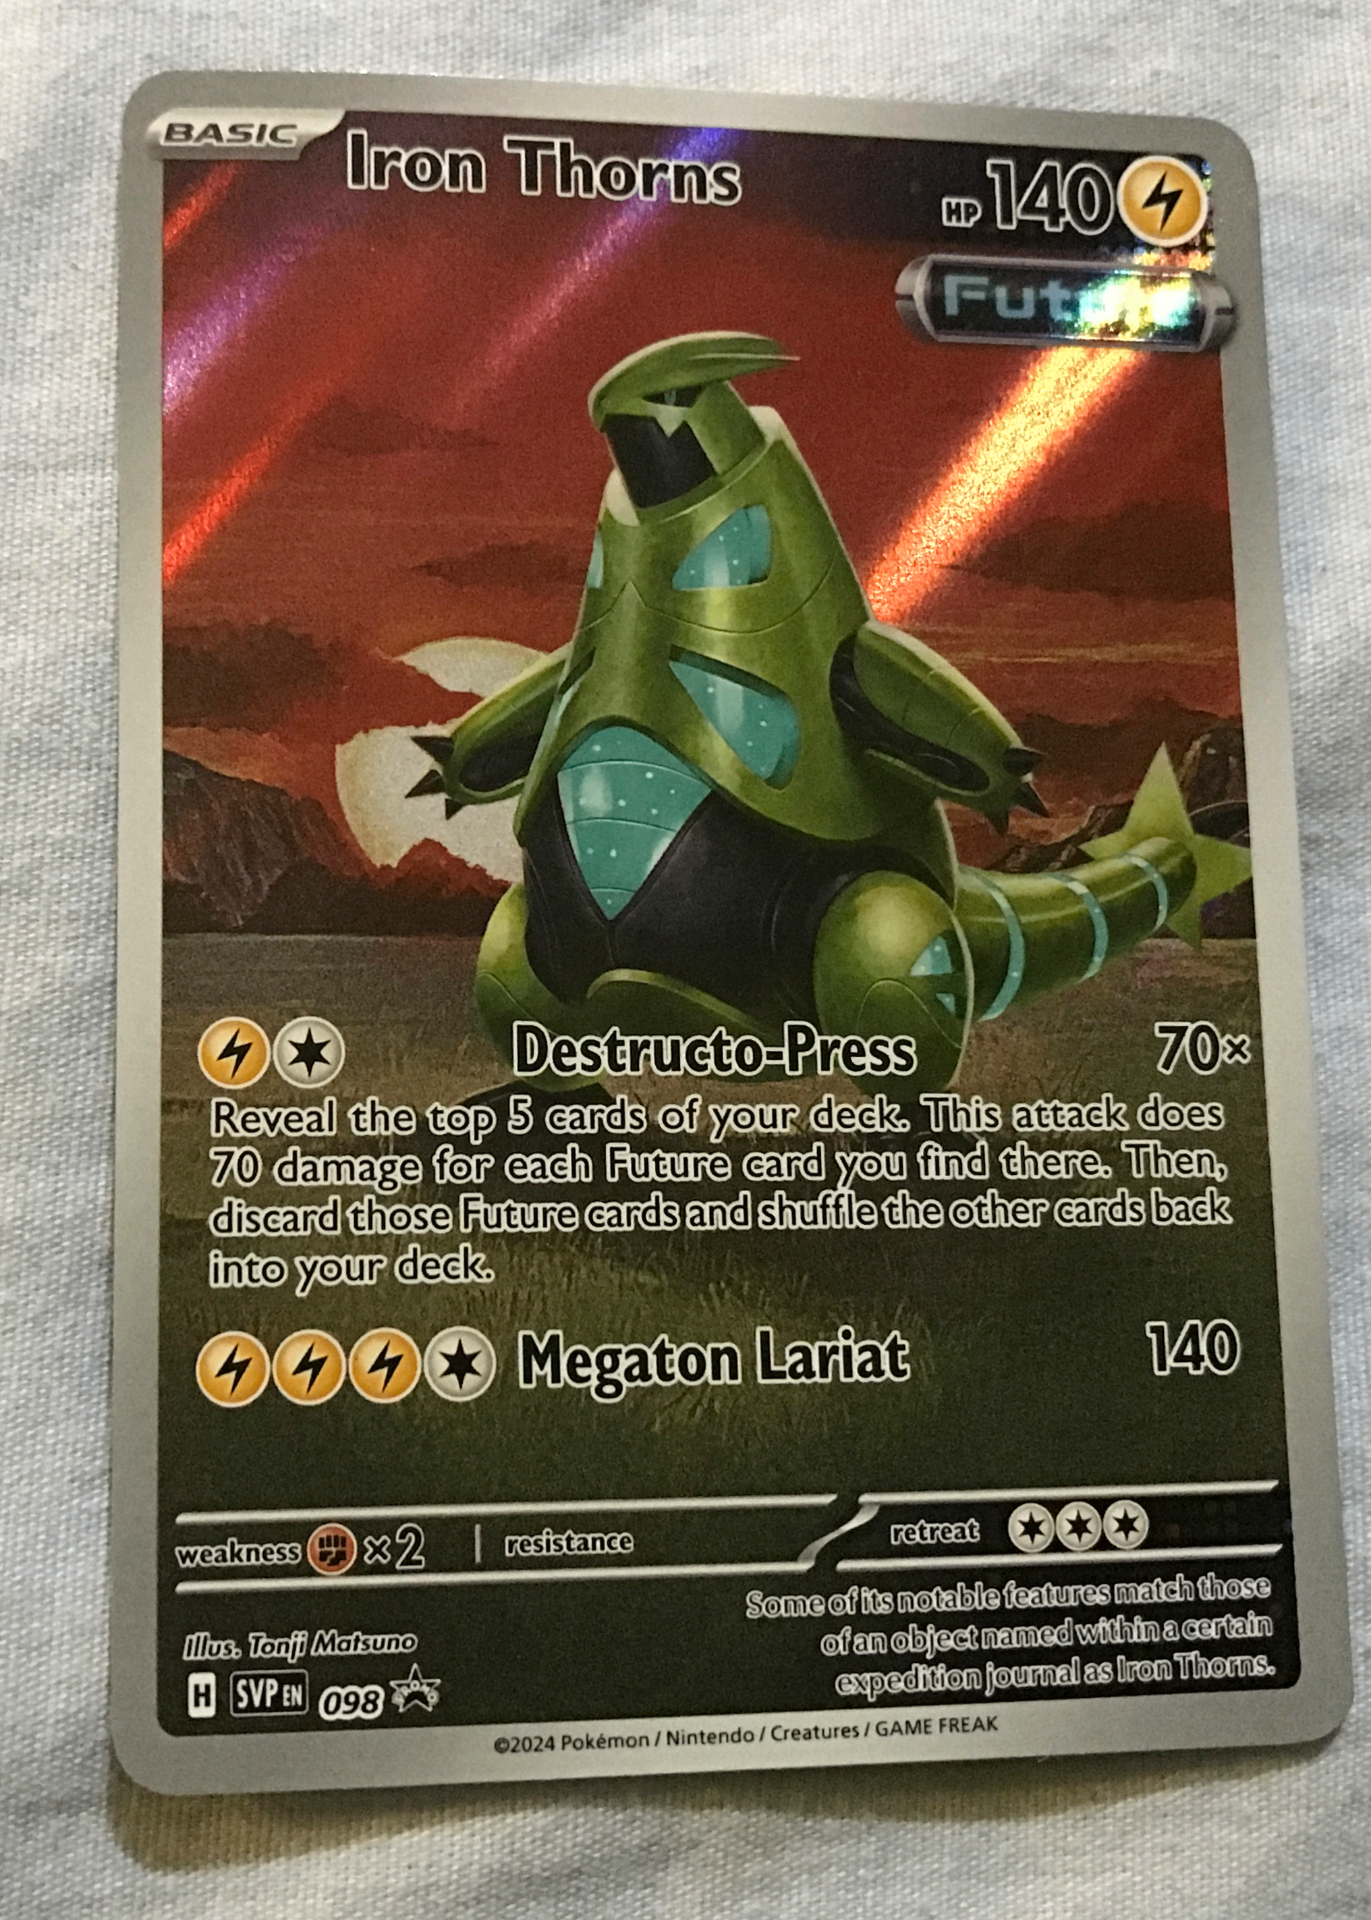 BASIC
Iron Thorns
HP 140
Future
Destructo-Press 70×
Reveal the top 5 cards of your deck. This attack does
70 damage for each Future card you find there. Then,
discard those Future cards and shuffle the other cards back
into your deck.
Megaton Lariat 140
weakness ×2 | resistance
retreat
Some of its notable features match those
of an object named within a certain
expedition journal as Iron Thorns.
Illus. Tonji Matsuno
H SVP EN 098
©2024 Pokémon / Nintendo / Creatures / GAME FREAK